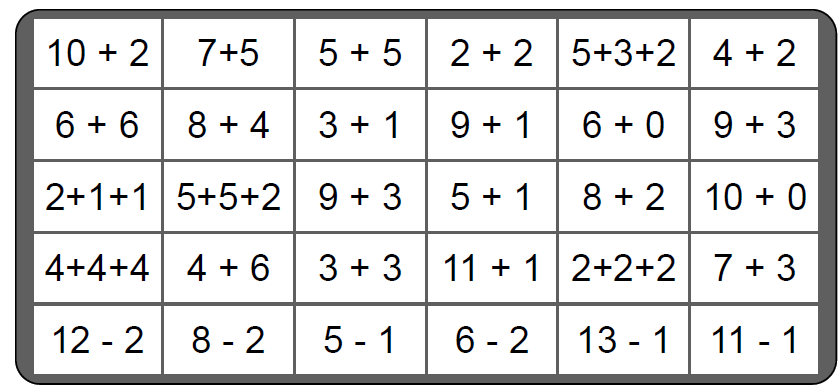 10 + 2 7+5 5 + 5 2 + 2 5+3+2 4 + 2
6 + 6 8 + 4 3 + 1 9 + 1 6 + 0 9 + 3
2+1+1 5+5+2 9 + 3 5 + 1 8 + 2 10 + 0
4+4+4 4 + 6 3 + 3 11 + 1 2+2+2 7 + 3
12 - 2 8 - 2 5 - 1 6 - 2 13 - 1 11 - 1